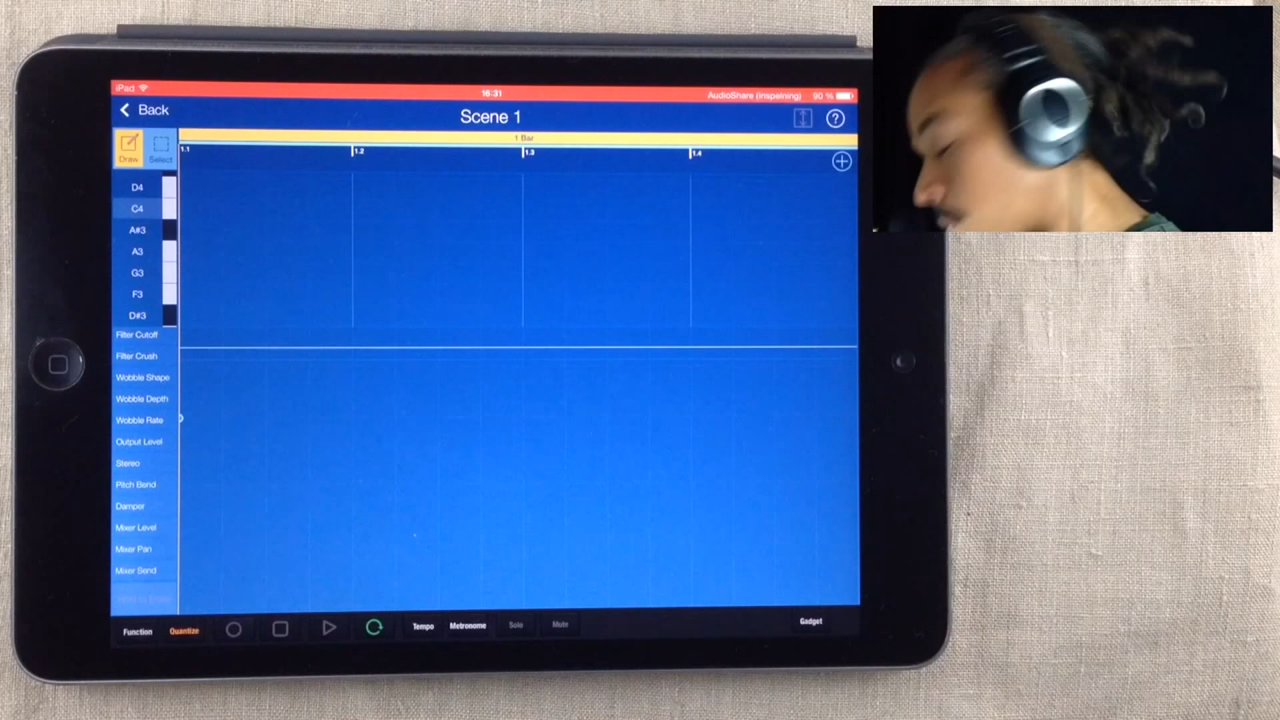 iPad 16:31 AudioShare (inspelning) 90 %
Back Scene 1 ?
Draw Select 1 Bar
1.1 1.2 1.3 1.4
D4
C4
A#3
A3
G3
F3
D#3
Filter Cutoff
Filter Crush
Wobble Shape
Wobble Depth
Wobble Rate
Output Level
Stereo
Pitch Bend
Damper
Mixer Level
Mixer Pan
Mixer Send
Function Quantize Tempo Metronome Solo Mute Gadget